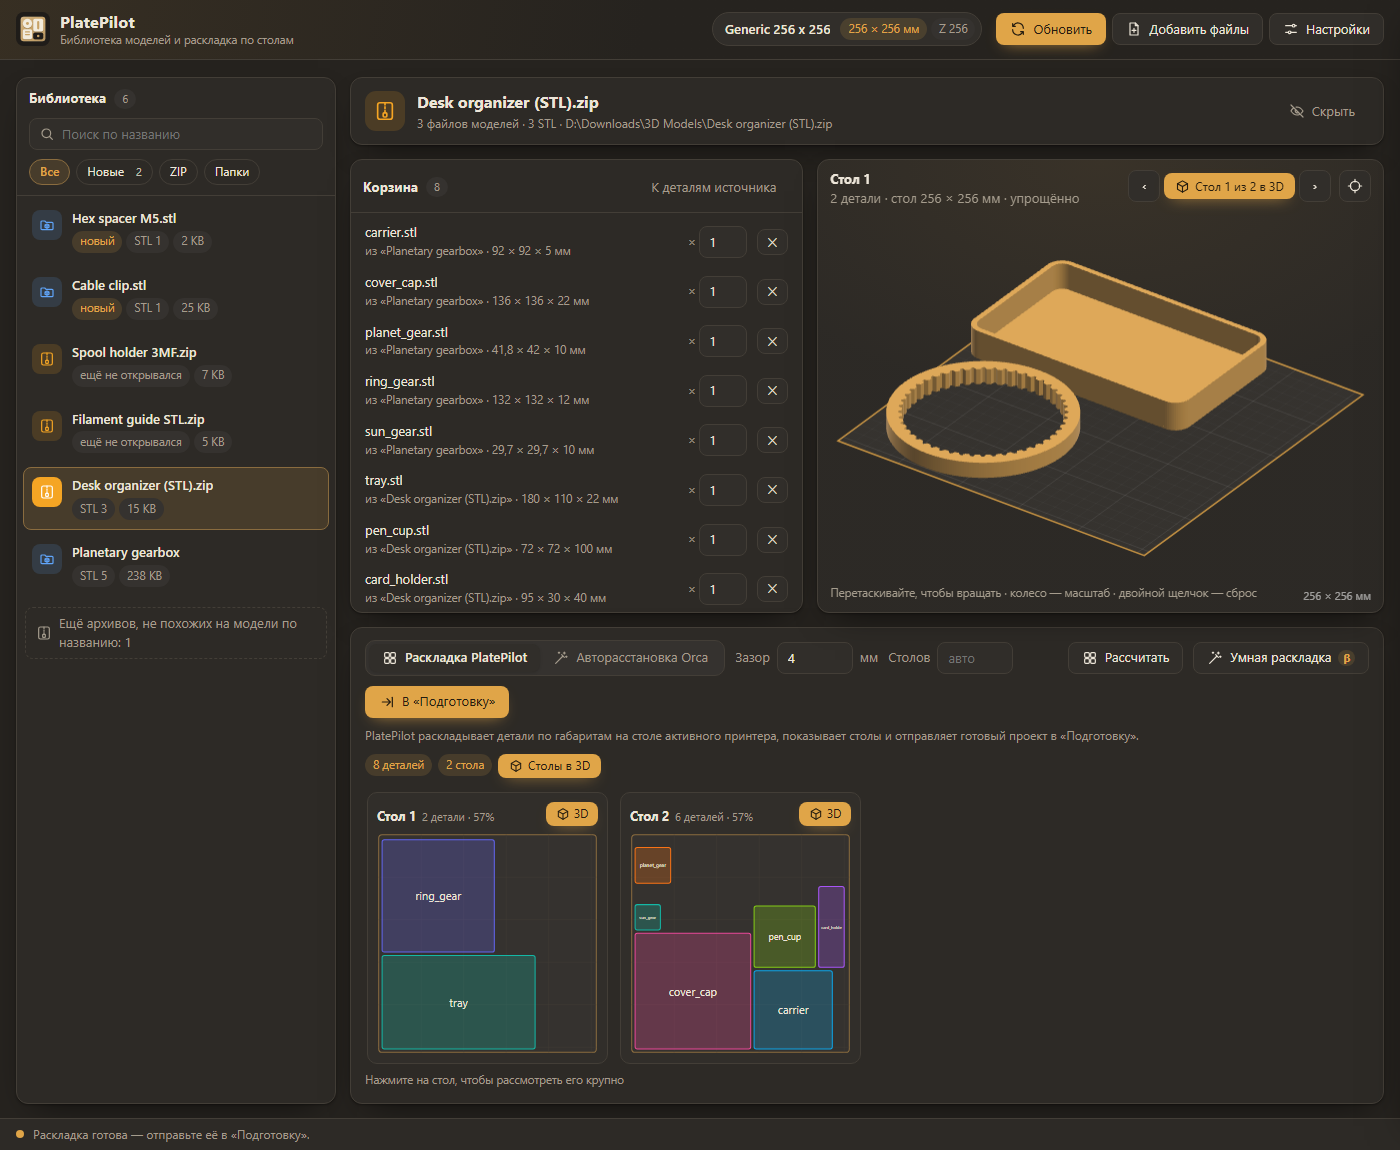 PlatePilot
Библиотека моделей и раскладка по столам
Generic 256 x 256
256 × 256 мм
Z 256
Обновить
Добавить файлы
Настройки
Библиотека 6
Поиск по названию
Все
Новые 2
ZIP
Папки
Hex spacer M5.stl
новый STL 1 2 KB
Cable clip.stl
новый STL 1 25 KB
Spool holder 3MF.zip
ещё не открывался 7 KB
Filament guide STL.zip
ещё не открывался 5 KB
Desk organizer (STL).zip
STL 3 15 KB
Planetary gearbox
STL 5 238 KB
Ещё архивов, не похожих на модели по
названию: 1
Desk organizer (STL).zip
3 файлов моделей · 3 STL · D:\Downloads\3D Models\Desk organizer (STL).zip
Скрыть
Корзина 8
К деталям источника
carrier.stl
из «Planetary gearbox» · 92 × 92 × 5 мм
× 1
cover_cap.stl
из «Planetary gearbox» · 136 × 136 × 22 мм
× 1
planet_gear.stl
из «Planetary gearbox» · 41,8 × 42 × 10 мм
× 1
ring_gear.stl
из «Planetary gearbox» · 132 × 132 × 12 мм
× 1
sun_gear.stl
из «Planetary gearbox» · 29,7 × 29,7 × 10 мм
× 1
tray.stl
из «Desk organizer (STL).zip» · 180 × 110 × 22 мм
× 1
pen_cup.stl
из «Desk organizer (STL).zip» · 72 × 72 × 100 мм
× 1
card_holder.stl
из «Desk organizer (STL).zip» · 95 × 30 × 40 мм
× 1
Стол 1
2 детали · стол 256 × 256 мм · упрощённо
‹
Стол 1 из 2 в 3D
›
Перетаскивайте, чтобы вращать · колесо — масштаб · двойной щелчок — сброс
256 × 256 мм
Раскладка PlatePilot
Авторасстановка Orca
Зазор 4 мм
Столов авто
Рассчитать
Умная раскладка β
В «Подготовку»
PlatePilot раскладывает детали по габаритам на столе активного принтера, показывает столы и отправляет готовый проект в «Подготовку».
8 деталей
2 стола
Столы в 3D
Стол 1 2 детали · 57%
3D
ring_gear
tray
Стол 2 6 деталей · 57%
3D
planet_gear
sun_gear
pen_cup
card_holder
cover_cap
carrier
Нажмите на стол, чтобы рассмотреть его крупно
Раскладка готова — отправьте её в «Подготовку».